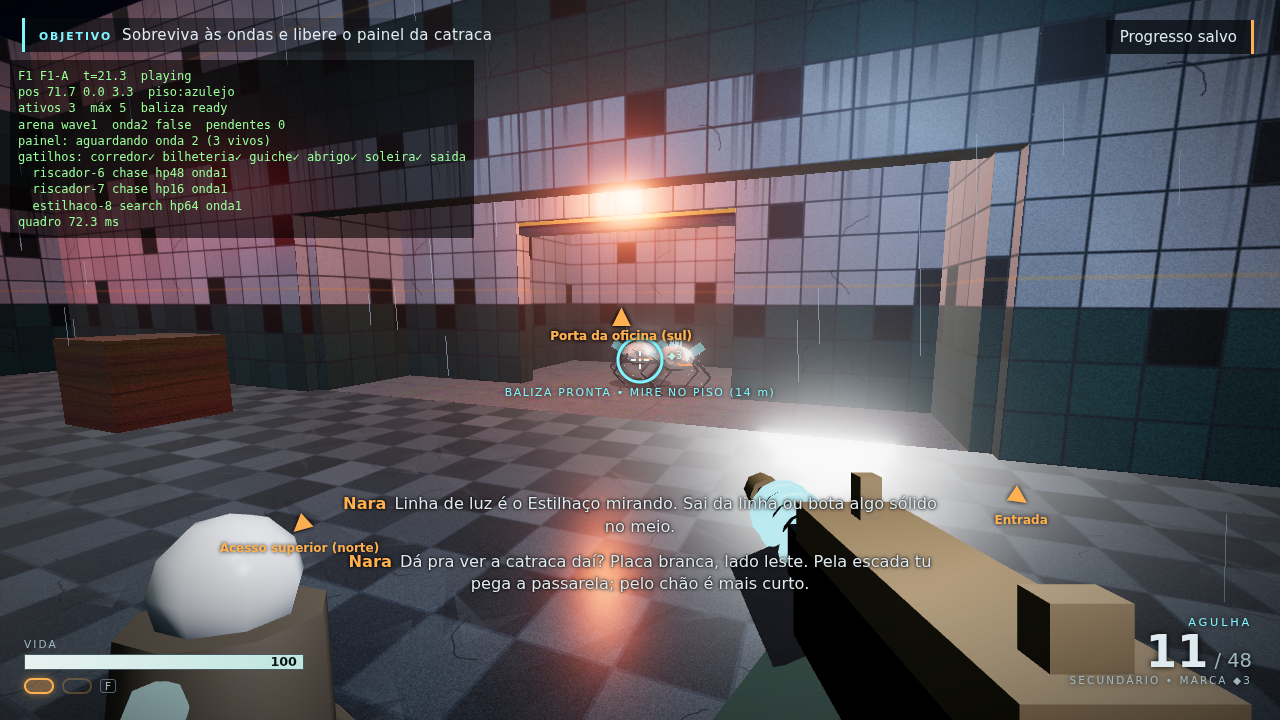 OBJETIVO Sobreviva às ondas e libere o painel da catraca
Progresso salvo
F1 F1-A t=21.3 playing
pos 71.7 0.0 3.3 piso:azulejo
ativos 3 máx 5 baliza ready
arena wave1 onda2 false pendentes 0
painel: aguardando onda 2 (3 vivos)
gatilhos: corredor✓ bilheteria✓ guiche✓ abrigo✓ soleira✓ saida
riscador-6 chase hp48 onda1
riscador-7 chase hp16 onda1
estilhaco-8 search hp64 onda1
quadro 72.3 ms
Porta da oficina (sul)
◆3
BALIZA PRONTA • MIRE NO PISO (14 m)
Nara Linha de luz é o Estilhaço mirando. Sai da linha ou bota algo sólido
no meio.
Entrada
Acesso superior (norte)
Nara Dá pra ver a catraca daí? Placa branca, lado leste. Pela escada tu
pega a passarela; pelo chão é mais curto.
VIDA
100
F
AGULHA
11 / 48
SECUNDÁRIO • MARCA ◆3